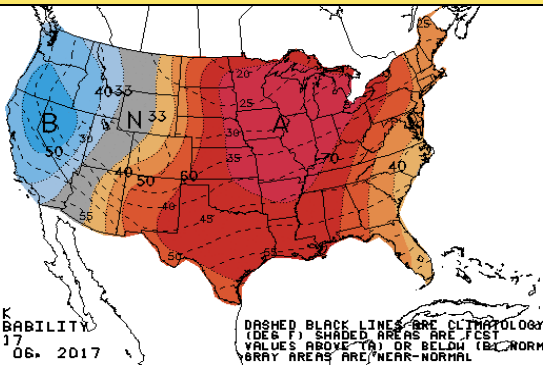 25
20
40 33
25
B
N 33
A
30
30
50
35
70
40
40
50
60
40
55
45
50
55
K
BABILITY
17
06. 2017
DASHED BLACK LINES ARE CLIMATOLOGY
(DEG F) SHADED AREAS ARE FCST
VALUES ABOVE (A) OR BELOW (B) NORM
GRAY AREAS ARE NEAR-NORMAL